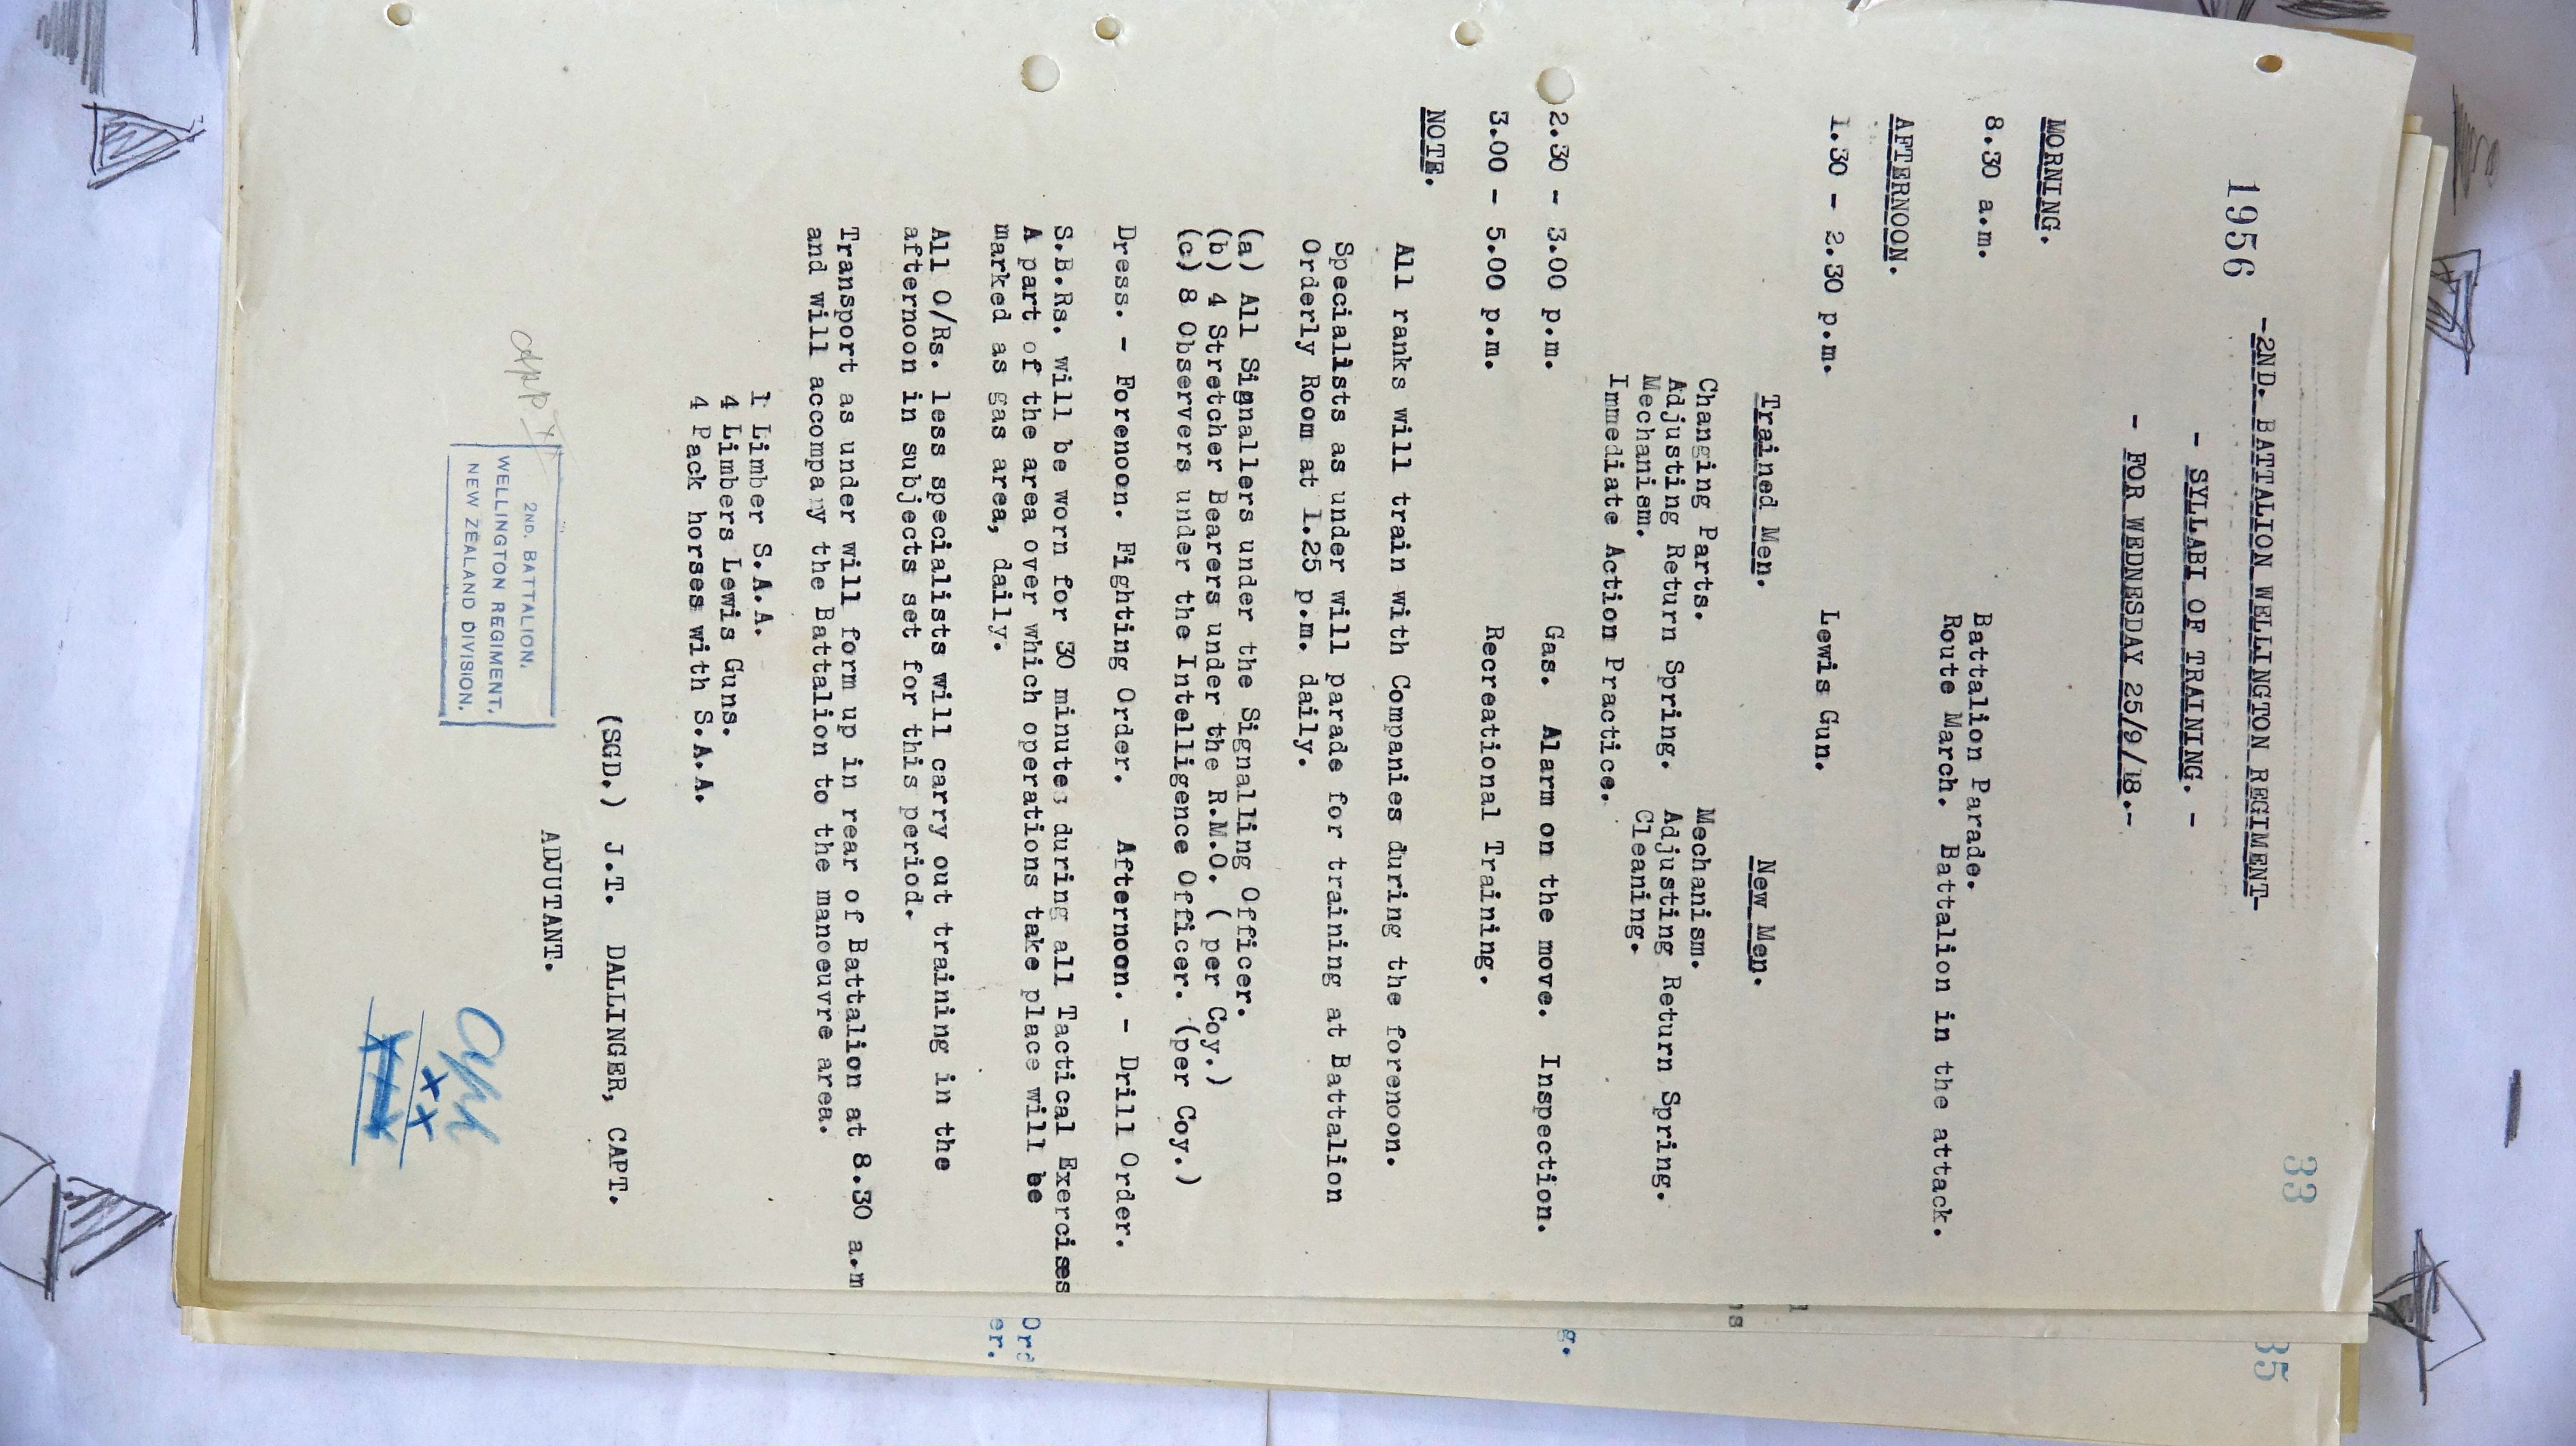 33
1956 -2ND. BATTALION WELLINGTON REGIMENT-
- SYLLABI OF TRAINING. -
- FOR WEDNESDAY 25/9/18.-
MORNING.
8.30 a.m. Battalion Parade.
Route March. Battalion in the attack.
AFTERNOON.
1.30 - 2.30 p.m. Lewis Gun.
Trained Men. New Men.
Changing Parts. Mechanism.
Adjusting Return Spring. Adjusting Return Spring.
Mechanism. Cleaning.
Immediate Action Practice.
2.30 - 3.00 p.m. Gas. Alarm on the move. Inspection.
3.00 - 5.00 p.m. Recreational Training.
NOTE.
All ranks will train with Companies during the forenoon.
Specialists as under will parade for training at Battalion
Orderly Room at 1.25 p.m. daily.
(a) All Signallers under the Signalling Officer.
(b) 4 Stretcher Bearers under the R.M.O. ( per Coy.)
(c) 8 Observers under the Intelligence Officer. (per Coy.)
Dress. - Forenoon. Fighting Order. Afternoon. - Drill Order.
S.B.Rs. will be worn for 30 minutes during all Tactical Exercises
A part of the area over which operations take place will be
marked as gas area, daily.
All O/Rs. less specialists will carry out training in the
afternoon in subjects set for this period.
Transport as under will form up in rear of Battalion at 8.30 a.m
and will accompany the Battalion to the manoeuvre area.
1 Limber S.A.A.
4 Limbers Lewis Guns.
4 Pack horses with S.A.A.
(SGD.) J.T. DALLINGER, CAPT.
ADJUTANT.
2ND. BATTALION.
WELLINGTON REGIMENT,
NEW ZEALAND DIVISION.
XX
35
s
g.
Ord
er.